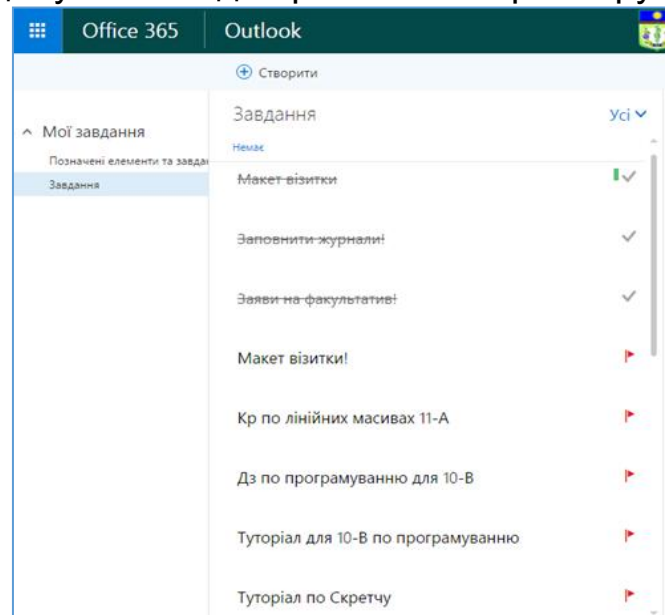 Office 365
Outlook
Створити
Мої завдання
Позначені елементи та завдан
Завдання
Завдання
Усі
Немає
Макет візитки
Заповнити журнали!
Заяви на факультатив!
Макет візитки!
Кр по лінійних масивах 11-А
Дз по програмуванню для 10-В
Туторіал для 10-В по програмуванню
Туторіал по Скретчу